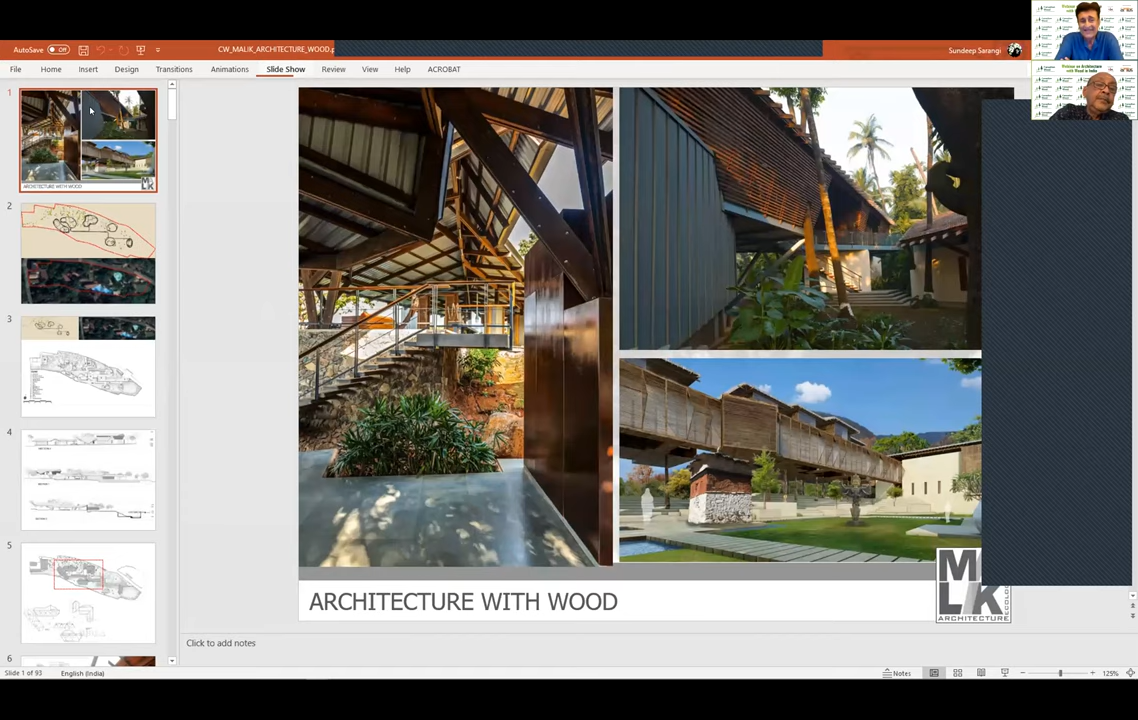 AutoSave
Off
CW_MALIK_ARCHITECTURE_WOOD.p
Sundeep Sarangi
File Home Insert Design Transitions Animations Slide Show Review View Help ACROBAT
1
ARCHITECTURE WITH WOOD
2
3
4
5
6
ARCHITECTURE WITH WOOD
M
LK
ARCHITECTURE
Click to add notes
Slide 1 of 93 English (India)
Notes
125%